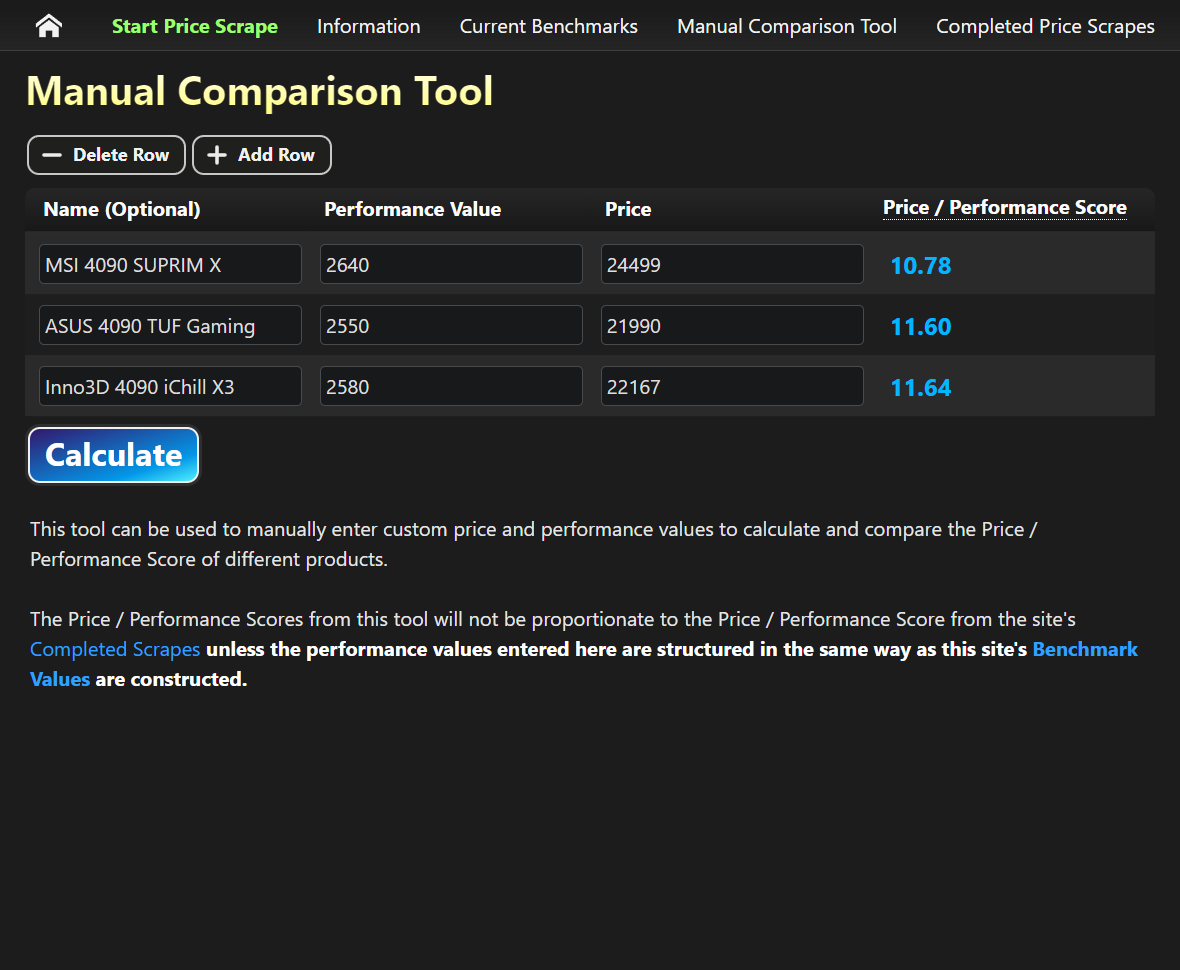 Start Price Scrape Information Current Benchmarks Manual Comparison Tool Completed Price Scrapes
Manual Comparison Tool
Delete Row Add Row
Name (Optional) Performance Value Price Price / Performance Score
MSI 4090 SUPRIM X 2640 24499 10.78
ASUS 4090 TUF Gaming 2550 21990 11.60
Inno3D 4090 iChill X3 2580 22167 11.64
Calculate
This tool can be used to manually enter custom price and performance values to calculate and compare the Price /
Performance Score of different products.
The Price / Performance Scores from this tool will not be proportionate to the Price / Performance Score from the site's
Completed Scrapes unless the performance values entered here are structured in the same way as this site's Benchmark
Values are constructed.